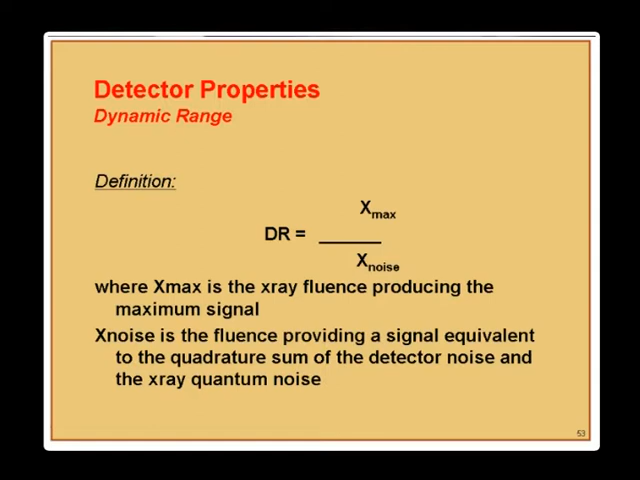 Detector Properties
Dynamic Range
Definition:
Xmax
DR = ______
Xnoise
where Xmax is the xray fluence producing the
maximum signal
Xnoise is the fluence providing a signal equivalent
to the quadrature sum of the detector noise and
the xray quantum noise
53